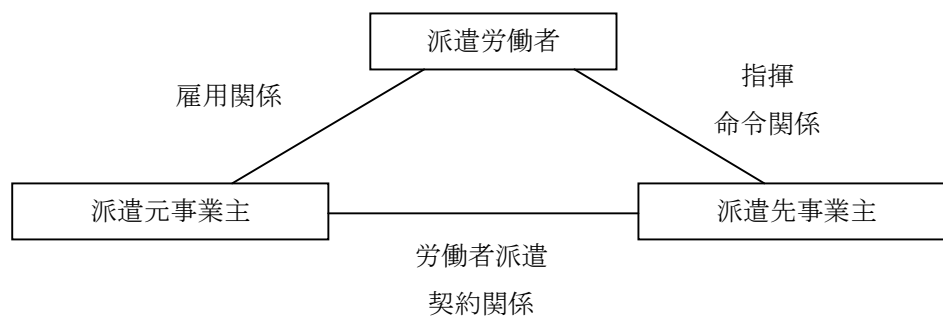 派遣労働者
雇用関係
指揮
命令関係
派遣元事業主
派遣先事業主
労働者派遣
契約関係